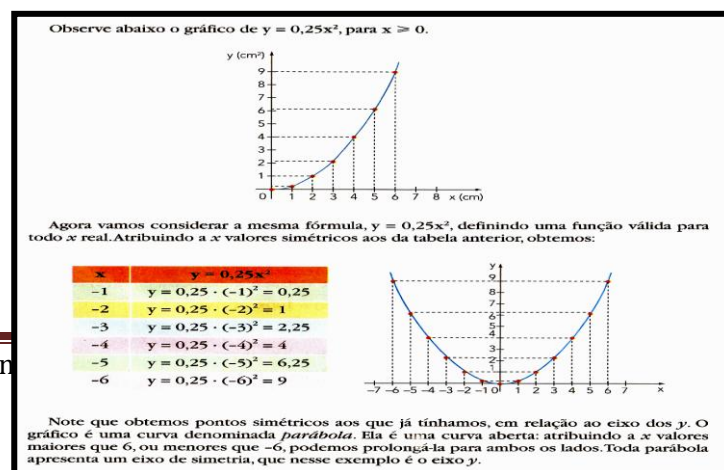 Observe abaixo o gráfico de y = 0,25x², para x ⩾ 0.
y (cm²)
9
8
7
6
5
4
3
2
1
0 1 2 3 4 5 6 7 8 x (cm)
Agora vamos considerar a mesma fórmula, y = 0,25x², definindo uma função válida para
todo x real. Atribuindo a x valores simétricos aos da tabela anterior, obtemos:
x y = 0,25x²
–1 y = 0,25 · (–1)² = 0,25
–2 y = 0,25 · (–2)² = 1
–3 y = 0,25 · (–3)² = 2,25
–4 y = 0,25 · (–4)² = 4
–5 y = 0,25 · (–5)² = 6,25
–6 y = 0,25 · (–6)² = 9
y
9
8
7
6
5
4
3
2
1
–7 –6 –5 –4 –3 –2 –1 0 1 2 3 4 5 6 7 x
Note que obtemos pontos simétricos aos que já tínhamos, em relação ao eixo dos y. O
gráfico é uma curva denominada parábola. Ela é uma curva aberta: atribuindo a x valores
maiores que 6, ou menores que –6, podemos prolongá-la para ambos os lados. Toda parábola
apresenta um eixo de simetria, que nesse exemplo é o eixo y.